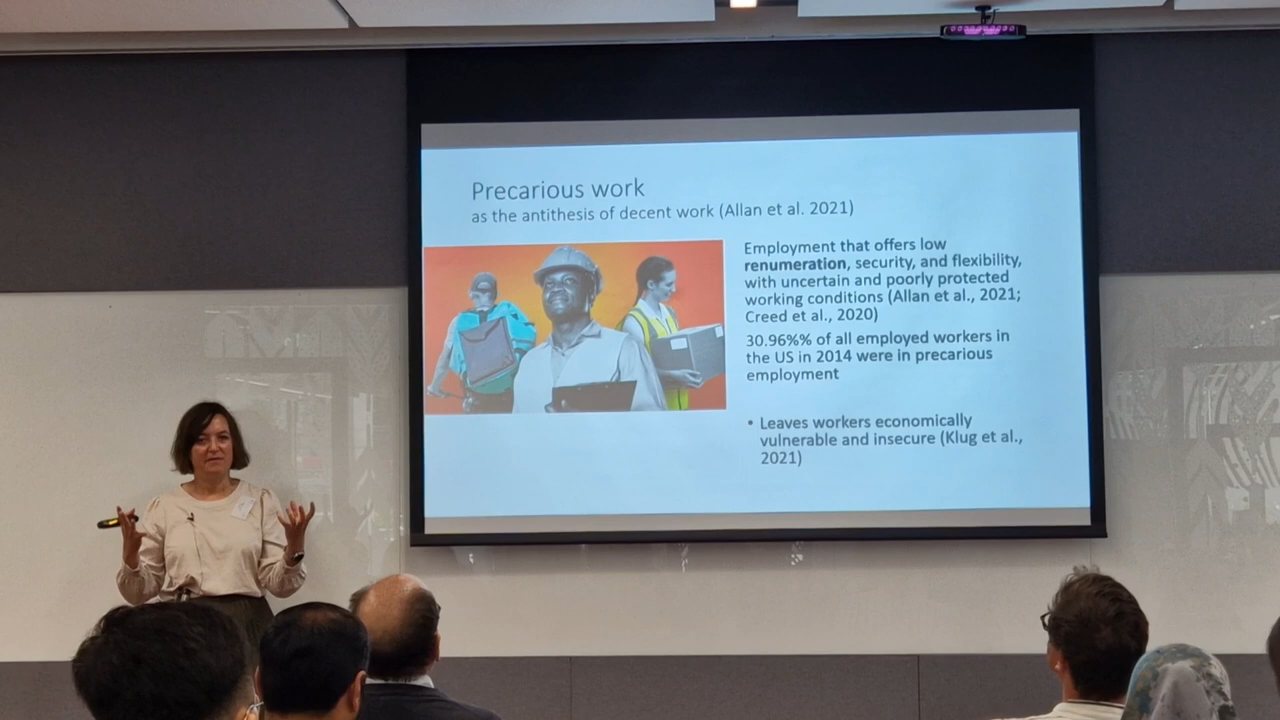 Precarious work
as the antithesis of decent work (Allan et al. 2021)
Employment that offers low
renumeration, security, and flexibility,
with uncertain and poorly protected
working conditions (Allan et al., 2021;
Creed et al., 2020)
30.96%% of all employed workers in
the US in 2014 were in precarious
employment
• Leaves workers economically
vulnerable and insecure (Klug et al.,
2021)